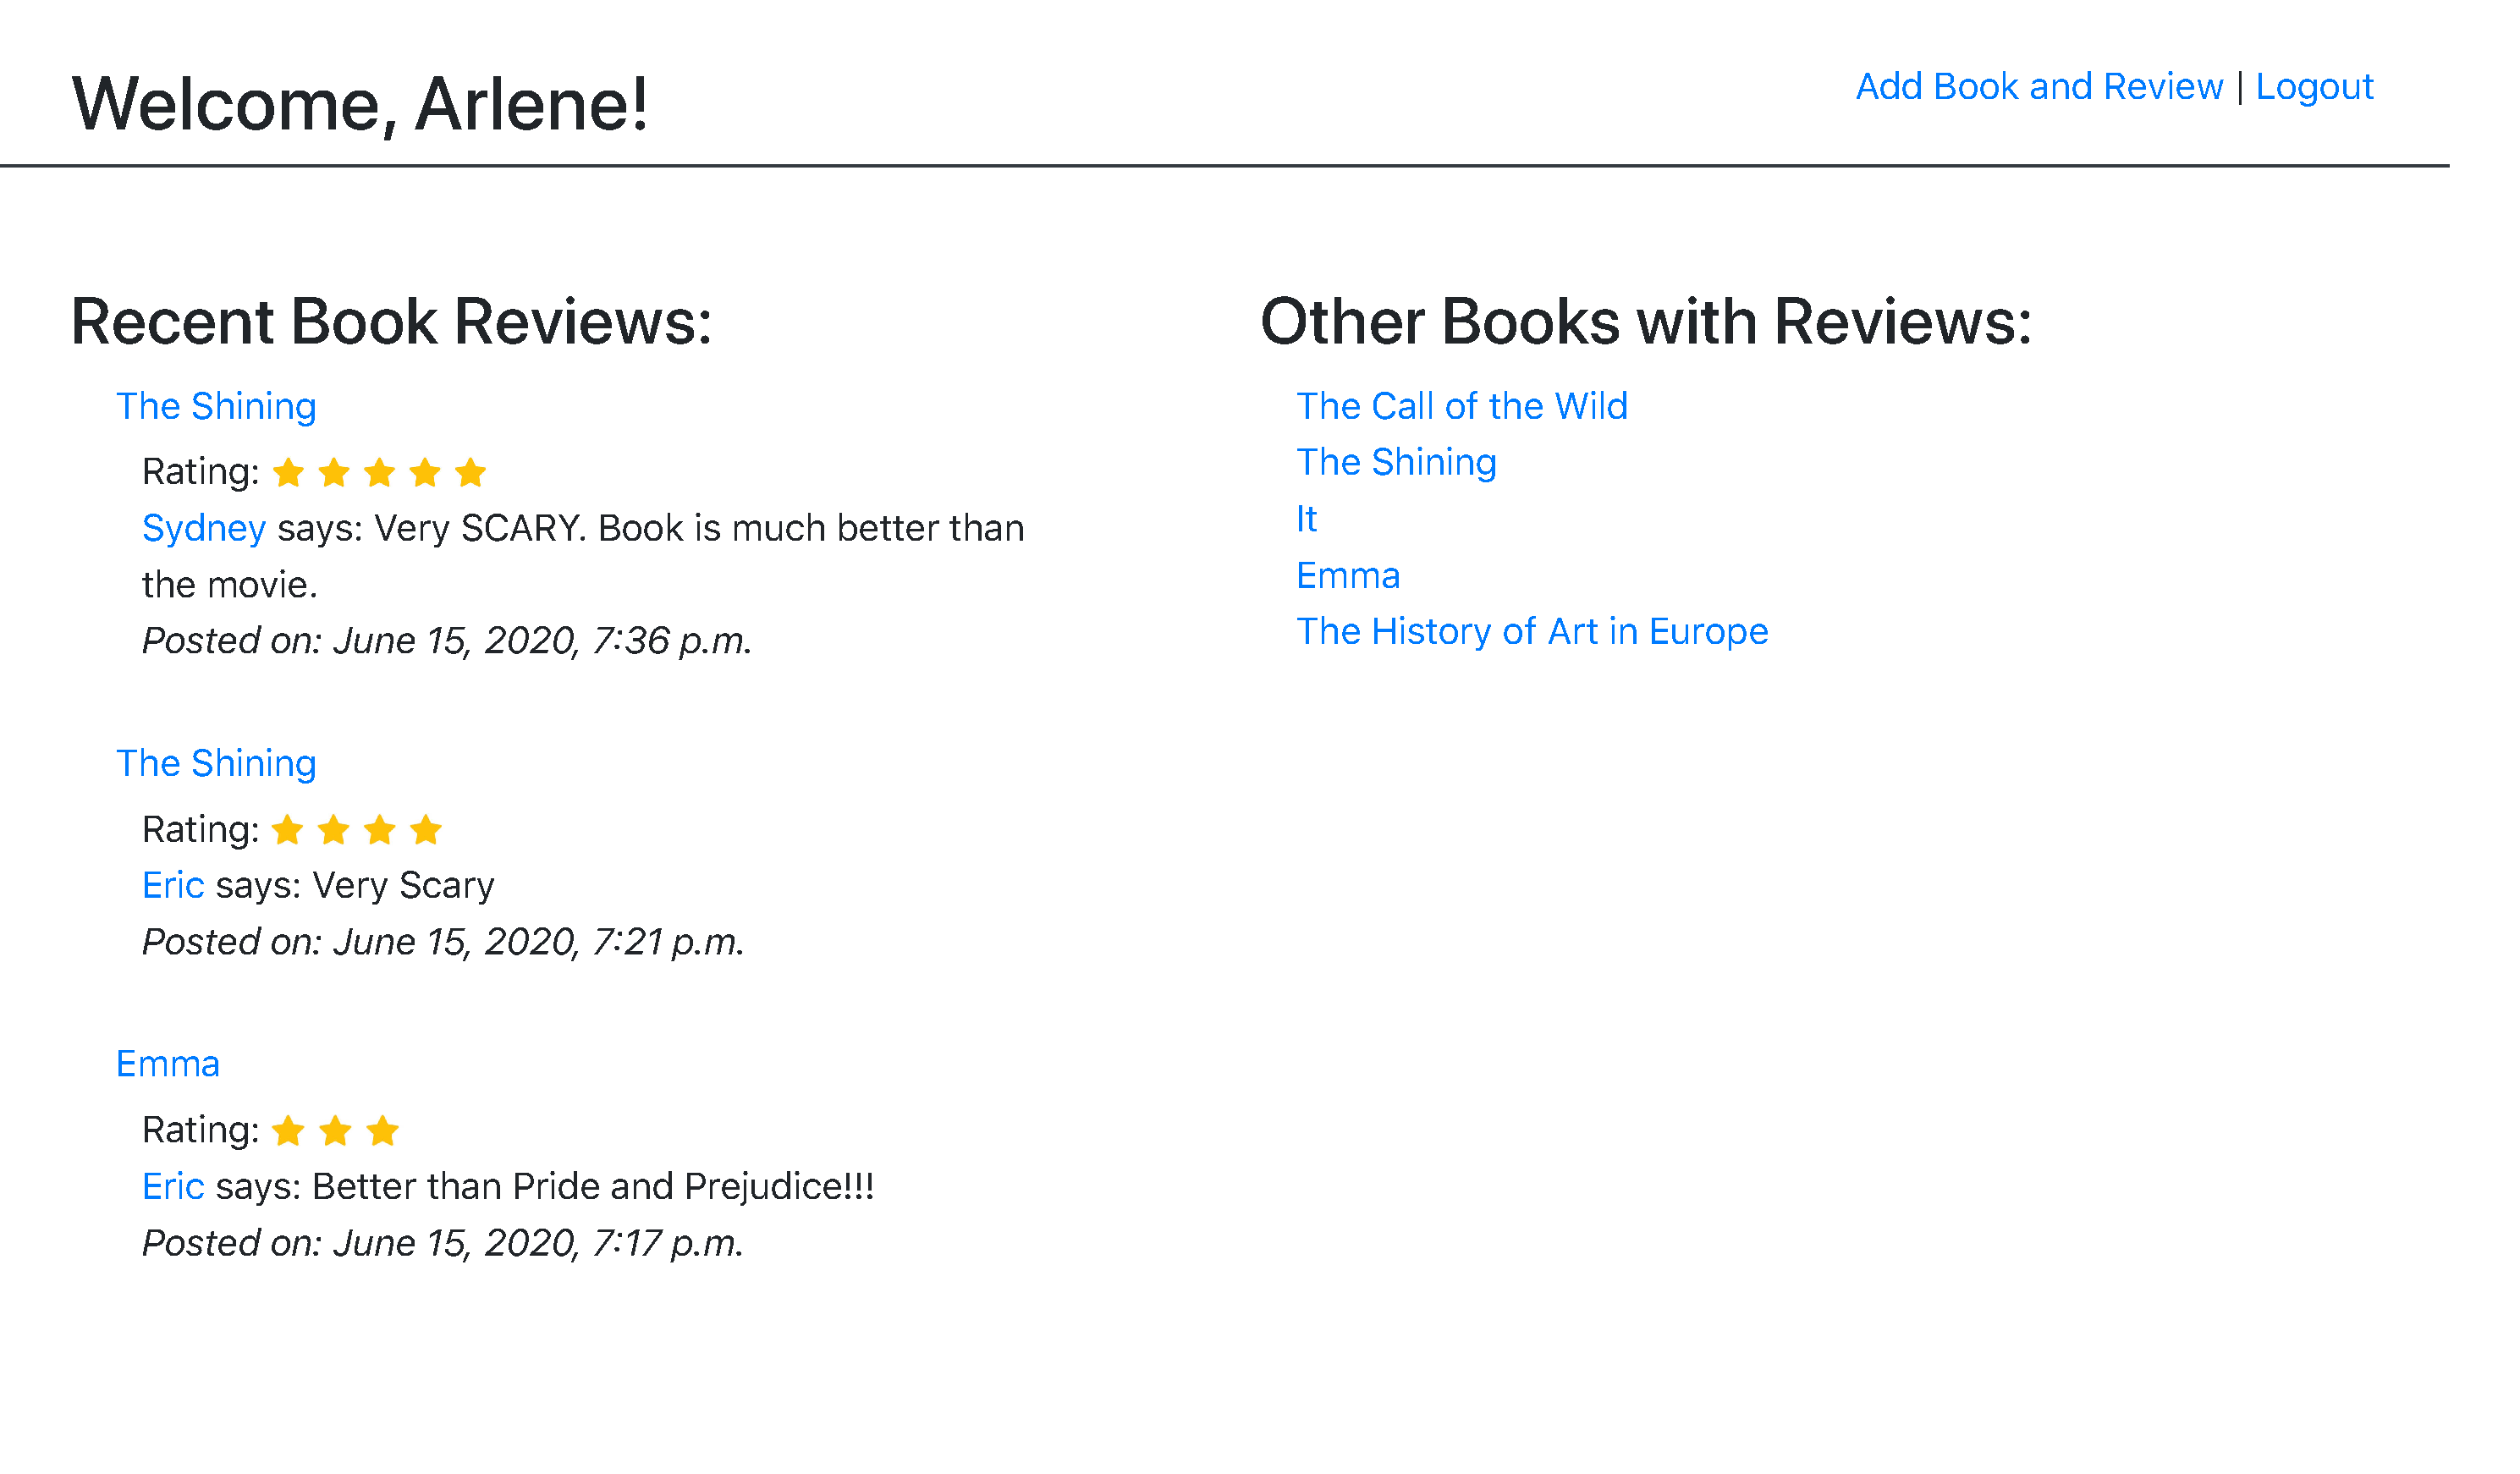 Welcome, Arlene!
Add Book and Review | Logout
Recent Book Reviews:
The Shining
Rating:
Sydney says: Very SCARY. Book is much better than
the movie.
Posted on: June 15, 2020, 7:36 p.m.
The Shining
Rating:
Eric says: Very Scary
Posted on: June 15, 2020, 7:21 p.m.
Emma
Rating:
Eric says: Better than Pride and Prejudice!!!
Posted on: June 15, 2020, 7:17 p.m.
Other Books with Reviews:
The Call of the Wild
The Shining
It
Emma
The History of Art in Europe